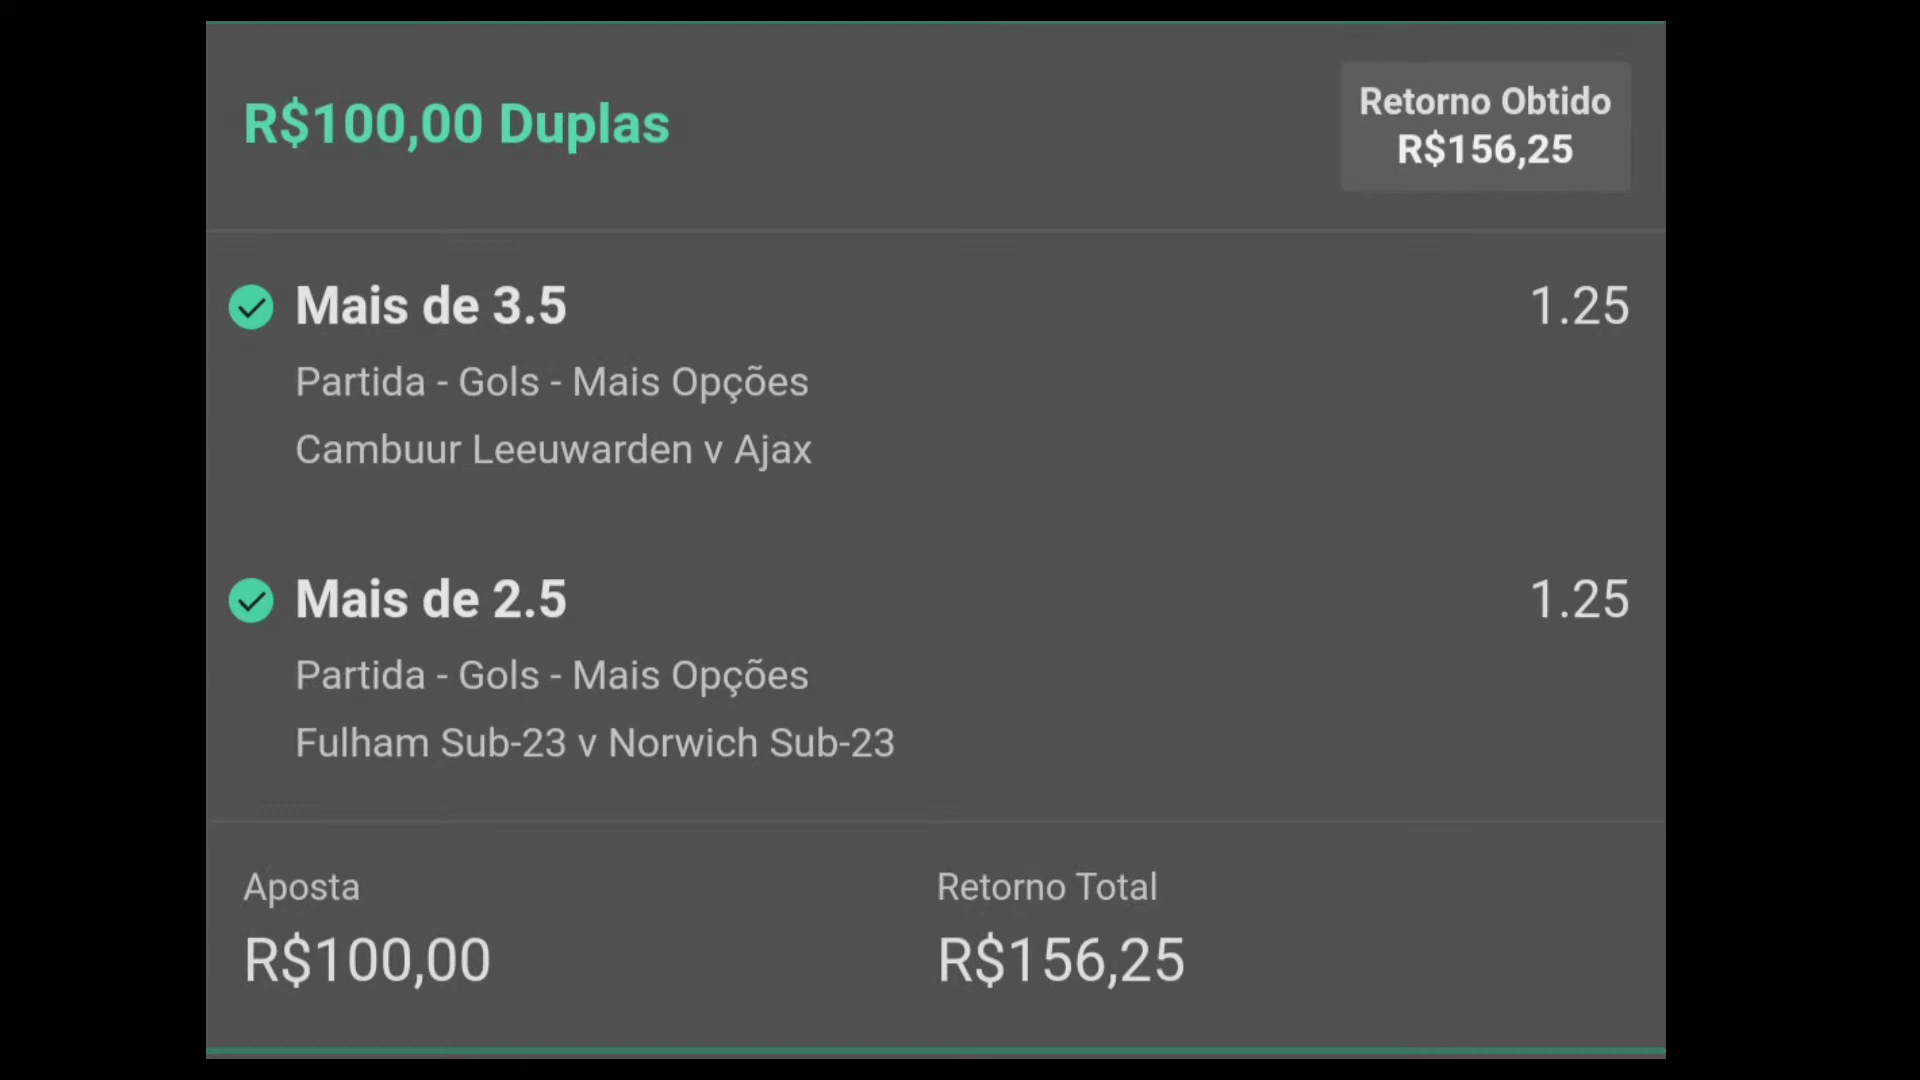 R$100,00 Duplas
Retorno Obtido
R$156,25
Mais de 3.5 1.25
Partida - Gols - Mais Opções
Cambuur Leeuwarden v Ajax
Mais de 2.5 1.25
Partida - Gols - Mais Opções
Fulham Sub-23 v Norwich Sub-23
Aposta Retorno Total
R$100,00 R$156,25